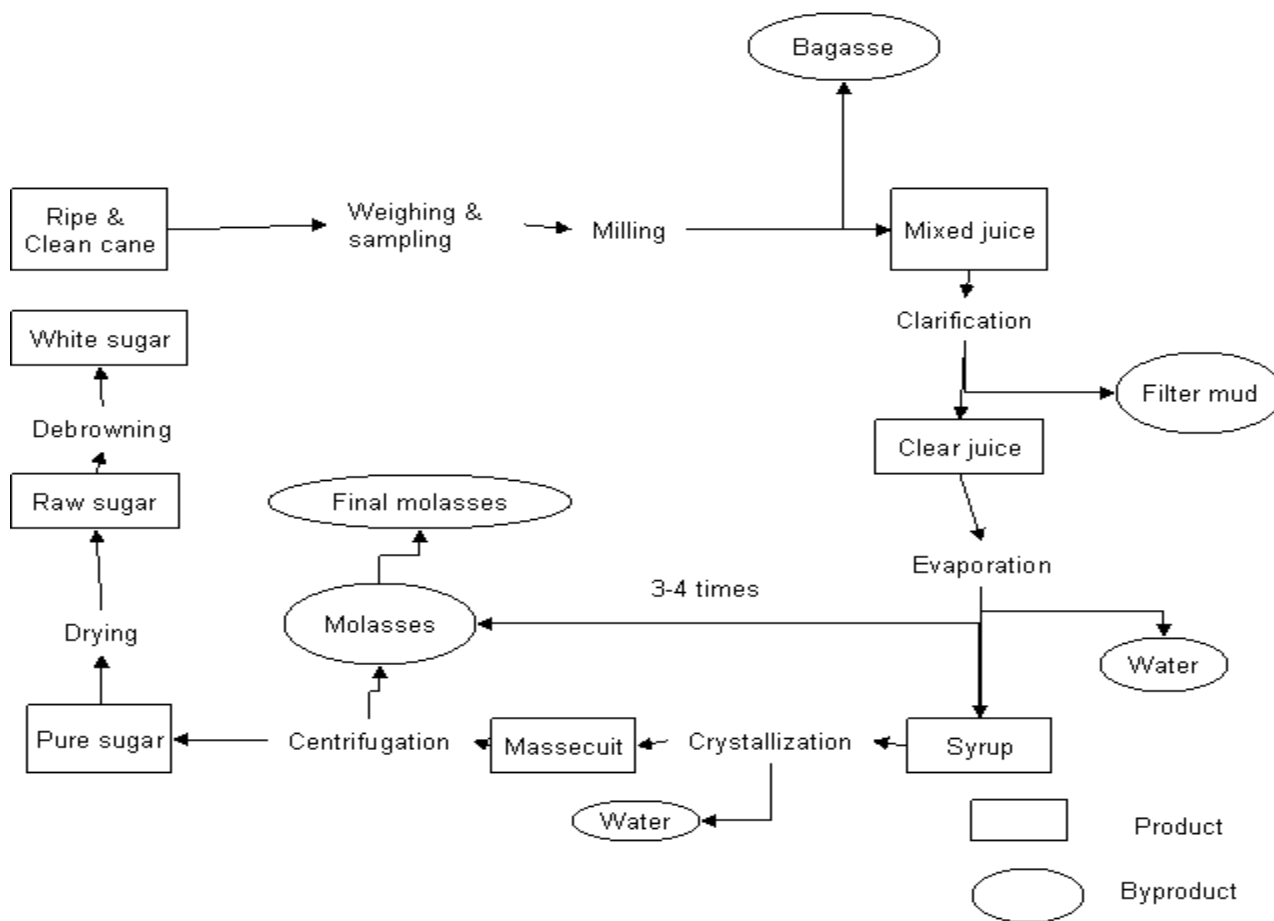 Bagasse
Ripe &
Clean cane
Weighing &
sampling
Milling
Mixed juice
Clarification
White sugar
Filter mud
Debrowning
Clear juice
Raw sugar
Final molasses
Evaporation
3-4 times
Molasses
Drying
Water
Pure sugar
Centrifugation
Massecuit
Crystallization
Syrup
Water
Product
Byproduct